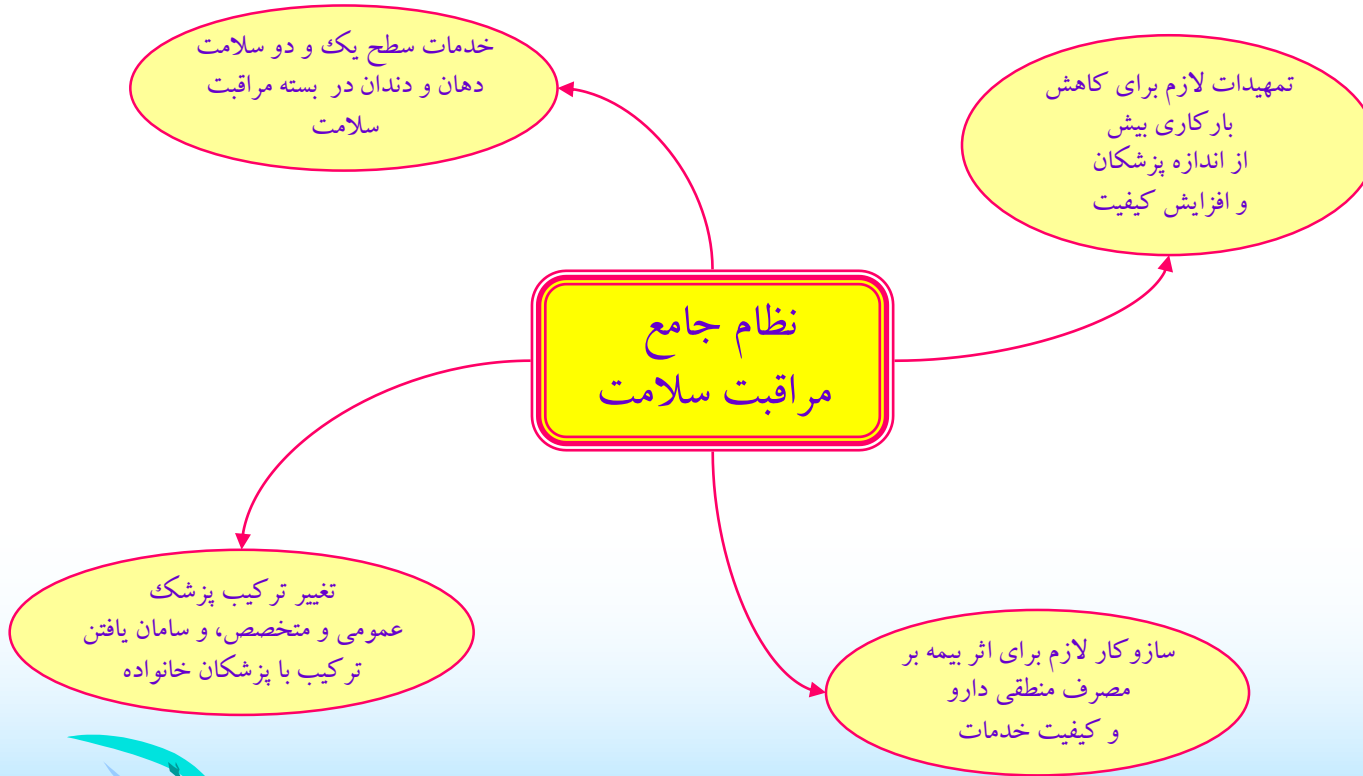 خدمات سطح یک و دو سلامت
دهان و دندان در بسته مراقبت
سلامت
تمهیدات لازم برای کاهش
بارکاری بیش
از اندازه پزشکان
و افزایش کیفیت
نظام جامع
مراقبت سلامت
تغییر ترکیب پزشک
عمومی و متخصص، و سامان یافتن
ترکیب با پزشکان خانواده
سازوکار لازم برای اثر بیمه بر
مصرف منطقی دارو
و کیفیت خدمات